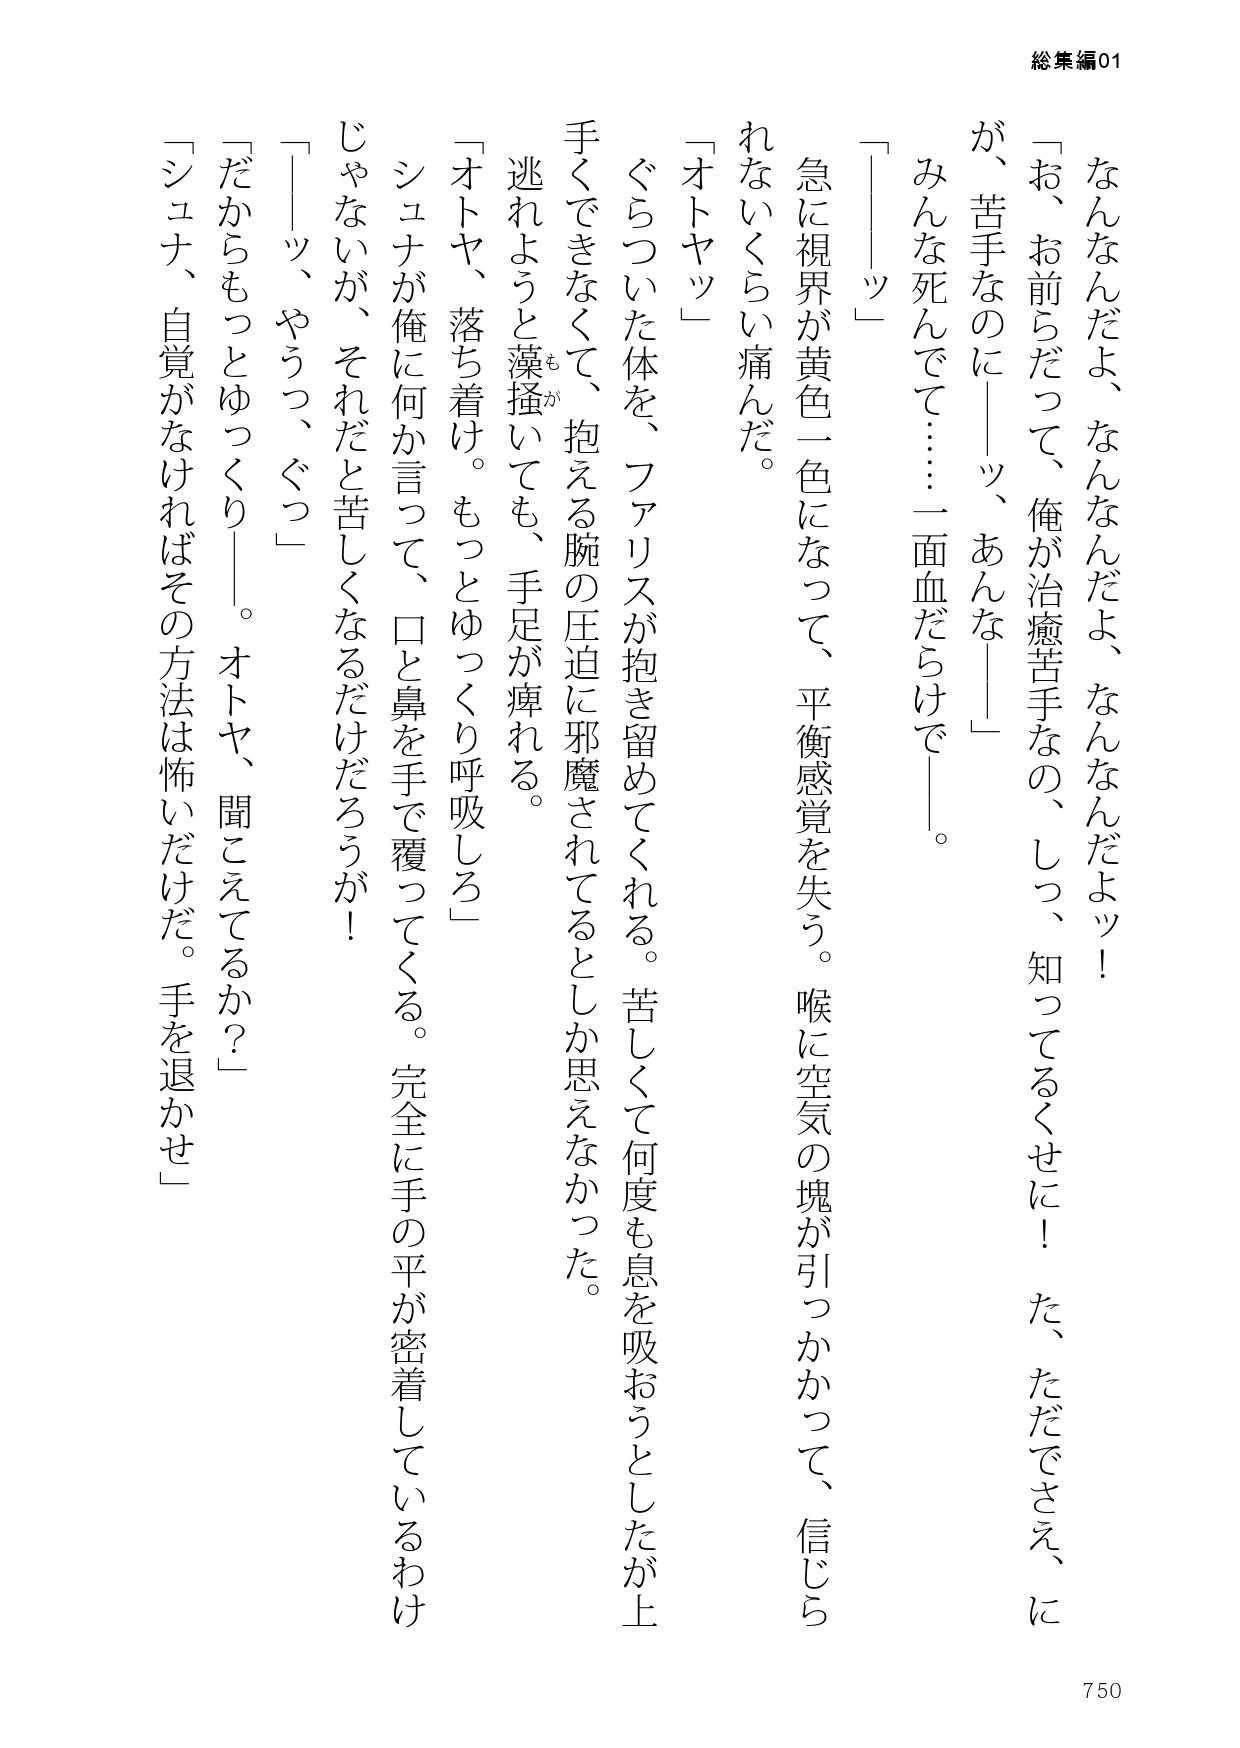 総集編01
　なんなんだよ、なんなんだよ、なんなんだよッ！
「お、お前らだって、俺が治癒苦手なの、しっ、知ってるくせに！　た、ただでさえ、に
が、苦手なのに――ッ、あんな――」
　みんな死んでて……一面血だらけで――。
「―――ッ」
　急に視界が黄色一色になって、平衡感覚を失う。喉に空気の塊が引っかかって、信じら
れないくらい痛んだ。
「オトヤッ」
　ぐらついた体を、ファリスが抱き留めてくれる。苦しくて何度も息を吸おうとしたが上
手くできなくて、抱える腕の圧迫に邪魔されてるとしか思えなかった。
　逃れようと藻掻いても、手足が痺れる。
もが
「オトヤ、落ち着け。もっとゆっくり呼吸しろ」
　シュナが俺に何か言って、口と鼻を手で覆ってくる。完全に手の平が密着しているわけ
じゃないが、それだと苦しくなるだけだろうが！
「――ッ、やうっ、ぐっ」
「だからもっとゆっくり――。オトヤ、聞こえてるか？」
「シュナ、自覚がなければその方法は怖いだけだ。手を退かせ」
750